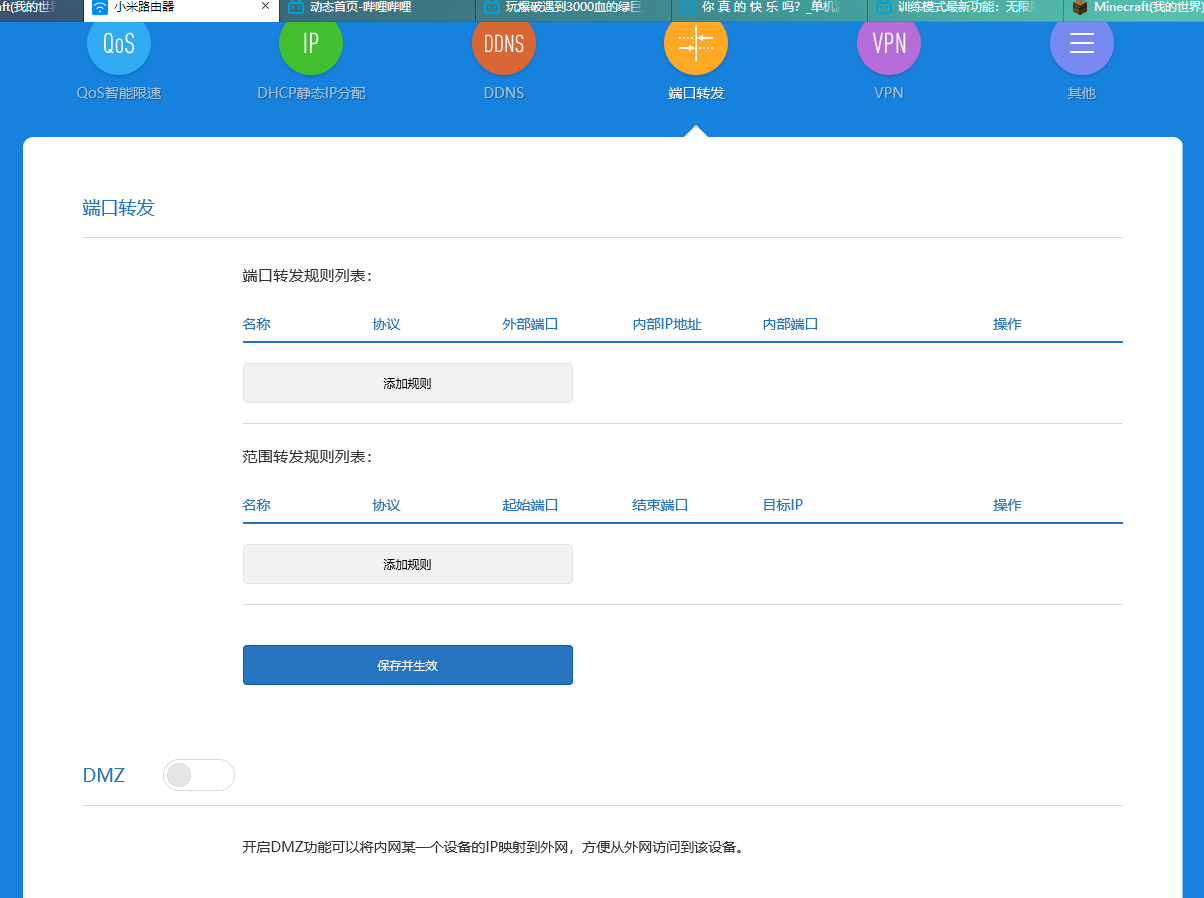 ft(我的世 小米路由器 × 动态首页-哔哩哔哩 玩爆破遇到3000血的绿巨 你 真 的 快 乐 吗？_单机 训练模式最新功能：无限 Minecraft(我的世界)
QoS IP DDNS VPN
QoS智能限速 DHCP静态IP分配 DDNS 端口转发 VPN 其他
端口转发
端口转发规则列表：
名称 协议 外部端口 内部IP地址 内部端口 操作
添加规则
范围转发规则列表：
名称 协议 起始端口 结束端口 目标IP 操作
添加规则
保存并生效
DMZ
开启DMZ功能可以将内网某一个设备的IP映射到外网，方便从外网访问到该设备。